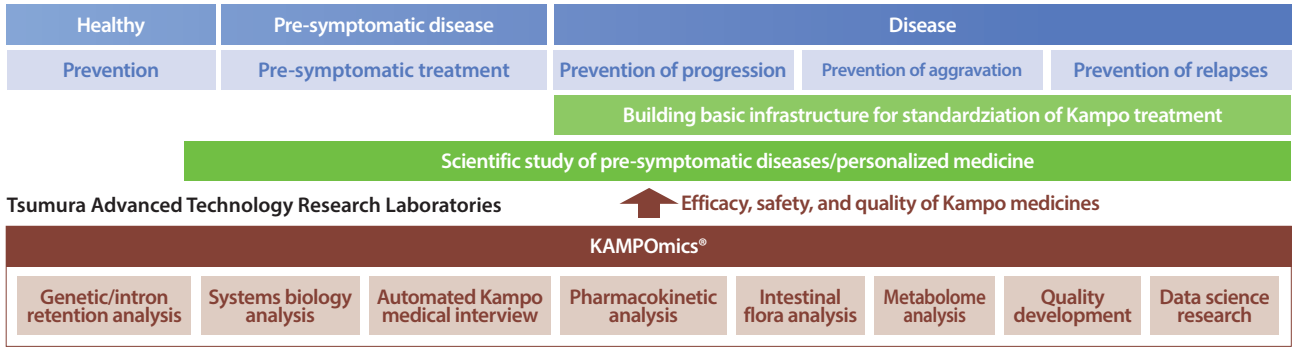 Healthy
Pre-symptomatic disease
Disease
Prevention
Pre-symptomatic treatment
Prevention of progression
Prevention of aggravation
Prevention of relapses
Building basic infrastructure for standardziation of Kampo treatment
Scientific study of pre-symptomatic diseases/personalized medicine
Tsumura Advanced Technology Research Laboratories
Efficacy, safety, and quality of Kampo medicines
KAMPOmics®
Genetic/intron
retention analysis
Systems biology
analysis
Automated Kampo
medical interview
Pharmacokinetic
analysis
Intestinal
flora analysis
Metabolome
analysis
Quality
development
Data science
research